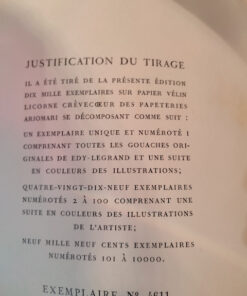 JUSTIFICATION DU TIRAGE
IL A ÉTÉ TIRÉ DE LA PRÉSENTE ÉDITION
DIX MILLE EXEMPLAIRES SUR PAPIER VÉLIN
LICORNE CRÈVECŒUR DES PAPETERIES
ARJOMARI SE DÉCOMPOSANT COMME SUIT :
UN EXEMPLAIRE UNIQUE ET NUMÉROTÉ I
COMPRENANT TOUTES LES GOUACHES ORI-
GINALES DE EDY-LEGRAND ET UNE SUITE
EN COULEURS DES ILLUSTRATIONS;
QUATRE-VINGT-DIX-NEUF EXEMPLAIRES
NUMÉROTÉS 2 À 100 COMPRENANT UNE
SUITE EN COULEURS DES ILLUSTRATIONS
DE L'ARTISTE;
NEUF MILLE NEUF CENTS EXEMPLAIRES
NUMÉROTÉS 101 À 10000.
EXEMPLAIRE Nº 4611